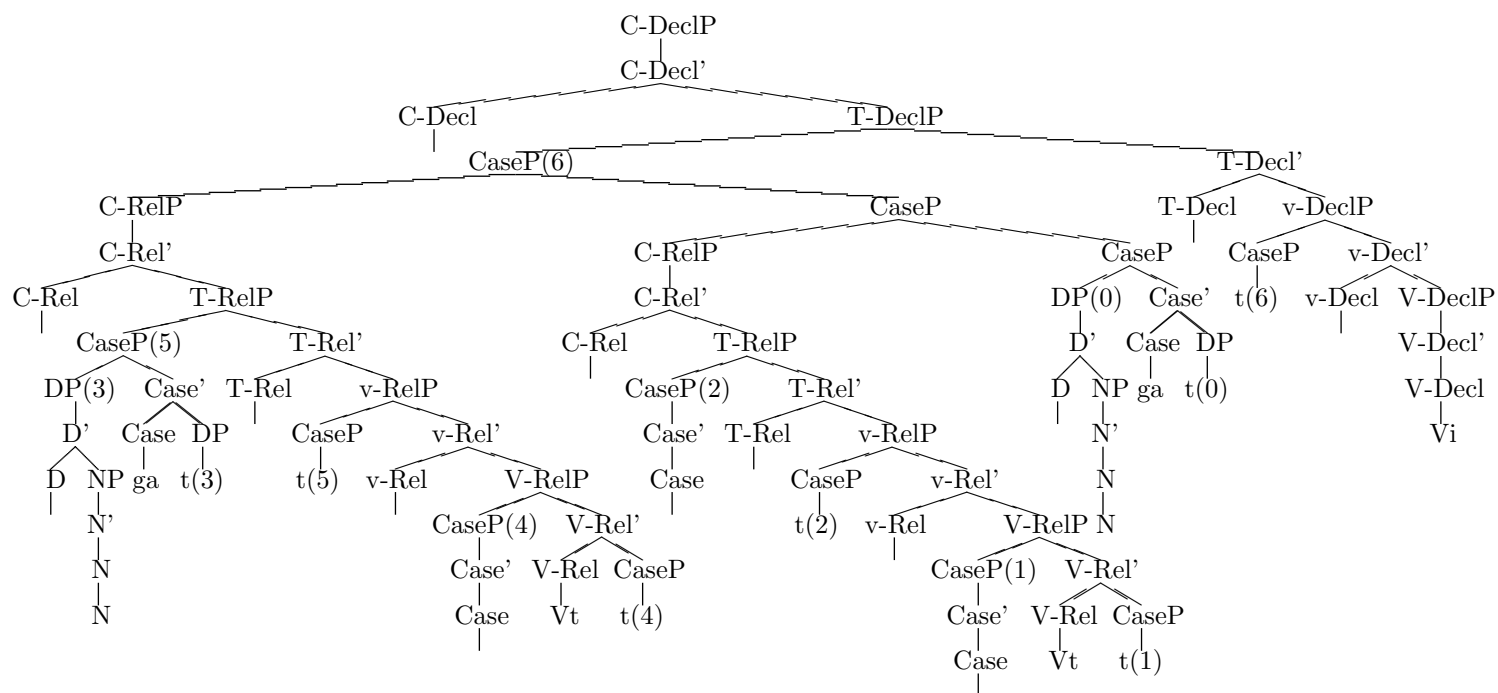 C-DeclP
C-Decl'
C-Decl T-DeclP
CaseP(6) T-Decl'
C-RelP CaseP T-Decl v-DeclP
C-Rel' C-RelP CaseP CaseP v-Decl'
C-Rel T-RelP C-Rel' DP(0) Case' t(6) v-Decl V-DeclP
CaseP(5) T-Rel' C-Rel T-RelP D' Case DP V-Decl'
DP(3) Case' T-Rel v-RelP CaseP(2) T-Rel' D NP ga t(0) V-Decl
D' Case DP CaseP v-Rel' Case' T-Rel v-RelP N' Vi
D NP ga t(3) t(5) v-Rel V-RelP Case CaseP v-Rel' N
N' CaseP(4) V-Rel' t(2) v-Rel V-RelP N
N Case' V-Rel CaseP CaseP(1) V-Rel'
N Case Vt t(4) Case' V-Rel CaseP
Case Vt t(1)